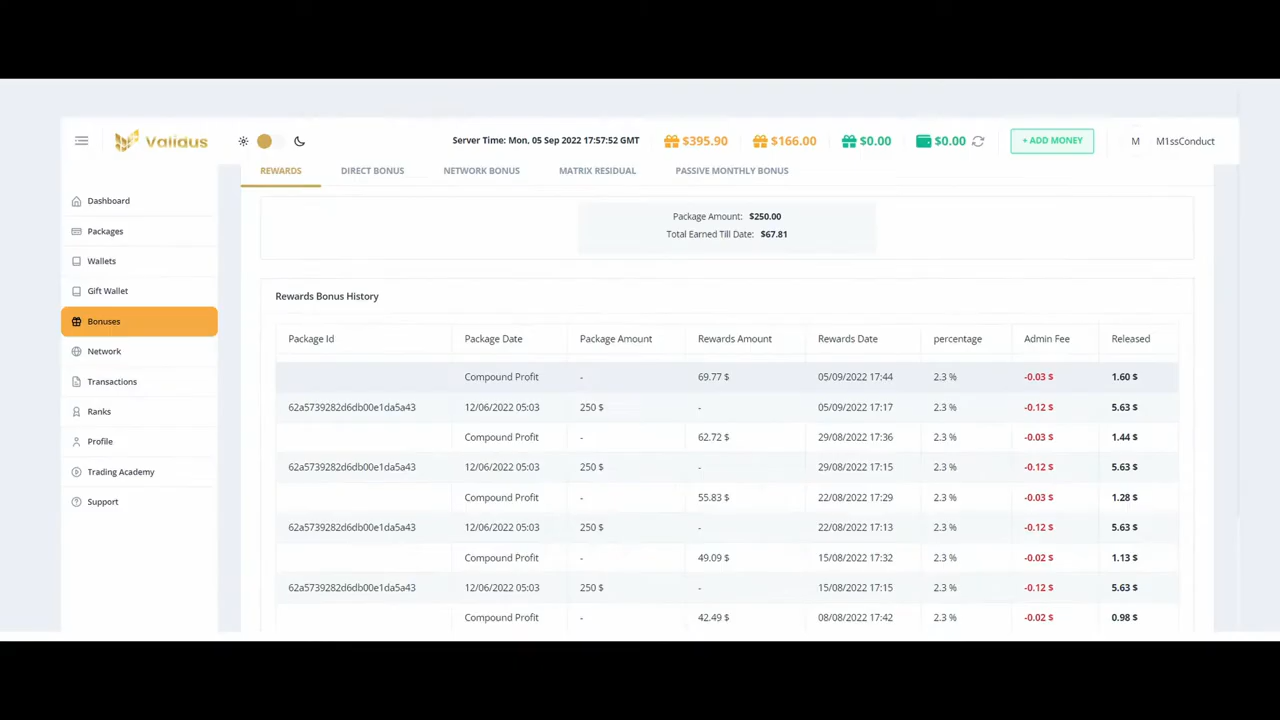 Validus
Server Time: Mon, 05 Sep 2022 17:57:52 GMT $395.90 $166.00 $0.00 $0.00 + ADD MONEY M M1ssConduct
REWARDS DIRECT BONUS NETWORK BONUS MATRIX RESIDUAL PASSIVE MONTHLY BONUS
Dashboard
Packages
Wallets
Gift Wallet
Bonuses
Network
Transactions
Ranks
Profile
Trading Academy
Support
Package Amount: $250.00
Total Earned Till Date: $67.81
Rewards Bonus History
Package Id Package Date Package Amount Rewards Amount Rewards Date percentage Admin Fee Released
Compound Profit - 69.77 $ 05/09/2022 17:44 2.3 % -0.03 $ 1.60 $
62a5739282d6db00e1da5a43 12/06/2022 05:03 250 $ - 05/09/2022 17:17 2.3 % -0.12 $ 5.63 $
Compound Profit - 62.72 $ 29/08/2022 17:36 2.3 % -0.03 $ 1.44 $
62a5739282d6db00e1da5a43 12/06/2022 05:03 250 $ - 29/08/2022 17:15 2.3 % -0.12 $ 5.63 $
Compound Profit - 55.83 $ 22/08/2022 17:29 2.3 % -0.03 $ 1.28 $
62a5739282d6db00e1da5a43 12/06/2022 05:03 250 $ - 22/08/2022 17:13 2.3 % -0.12 $ 5.63 $
Compound Profit - 49.09 $ 15/08/2022 17:32 2.3 % -0.02 $ 1.13 $
62a5739282d6db00e1da5a43 12/06/2022 05:03 250 $ - 15/08/2022 17:15 2.3 % -0.12 $ 5.63 $
Compound Profit - 42.49 $ 08/08/2022 17:42 2.3 % -0.02 $ 0.98 $